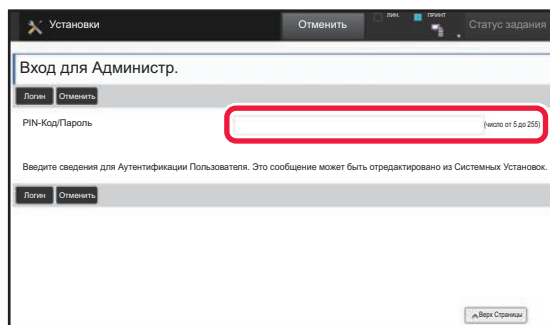 Установки
Отменить
ЛИН.
ПРИНТ
Статус задания
Вход для Администр.
Логин Отменить
PIN-Код/Пароль
(число от 5 до 255)
Введите сведения для Аутентификации Пользователя. Это сообщение может быть отредактировано из Системных Установок.
Логин Отменить
Верх Страницы